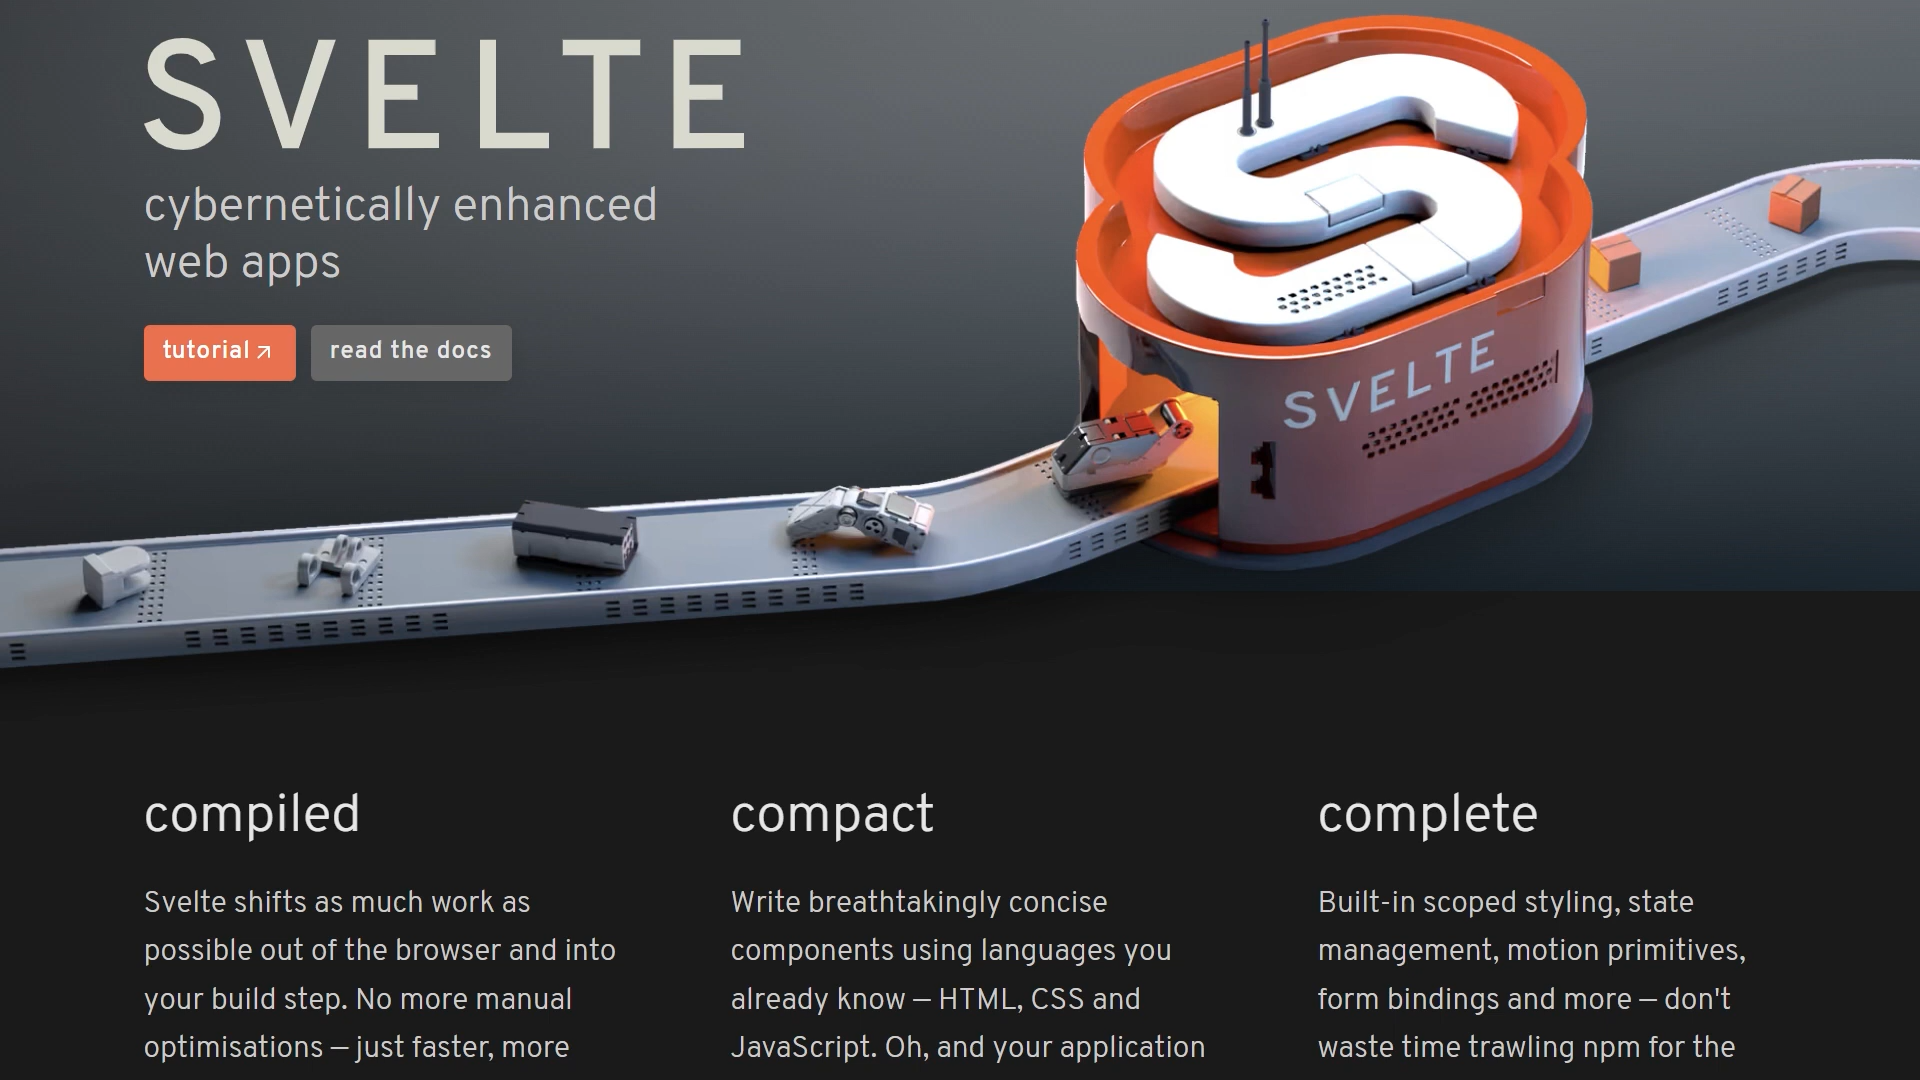 SVELTE
cybernetically enhanced
web apps
tutorial
read the docs
SVELTE
compiled
Svelte shifts as much work as
possible out of the browser and into
your build step. No more manual
optimisations — just faster, more
compact
Write breathtakingly concise
components using languages you
already know — HTML, CSS and
JavaScript. Oh, and your application
complete
Built-in scoped styling, state
management, motion primitives,
form bindings and more — don't
waste time trawling npm for the